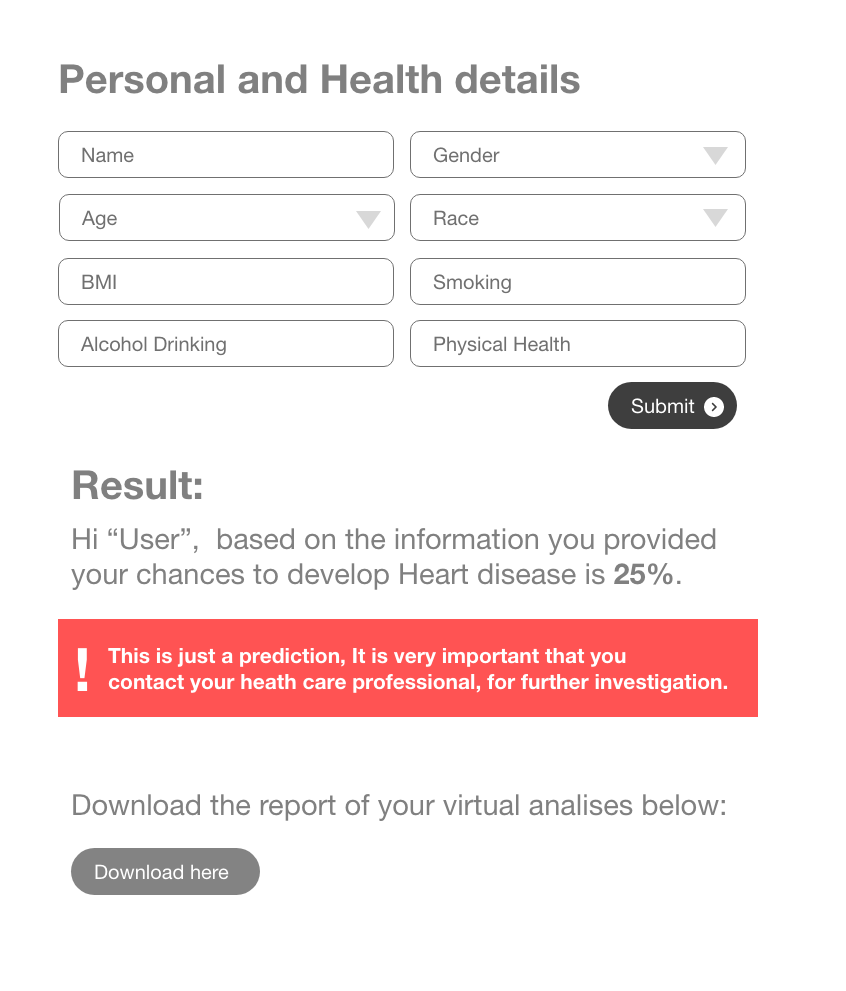 Personal and Health details
Name
Gender
Age
Race
BMI
Smoking
Alcohol Drinking
Physical Health
Submit
Result:
Hi “User”,  based on the information you provided
your chances to develop Heart disease is 25%.
! This is just a prediction, It is very important that you
contact your heath care professional, for further investigation.
Download the report of your virtual analises below:
Download here